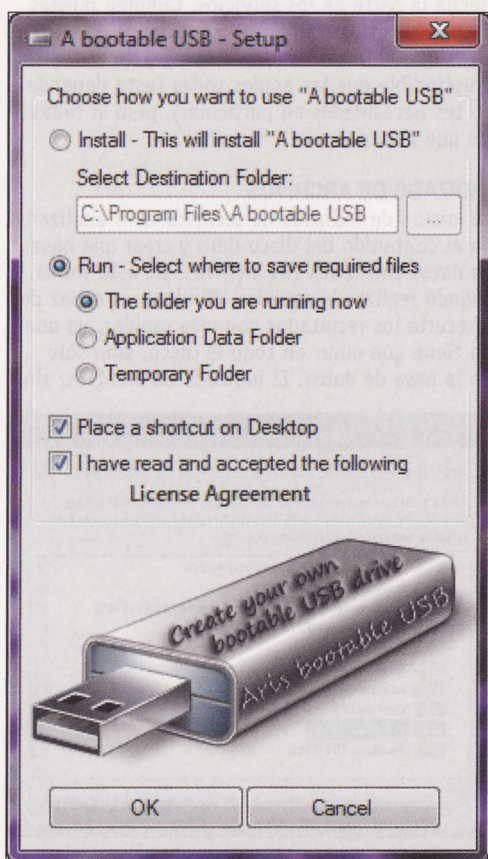 A bootable USB - Setup
Choose how you want to use "A bootable USB"
Install - This will install "A bootable USB"
Select Destination Folder:
C:\Program Files\A bootable USB
Run - Select where to save required files
The folder you are running now
Application Data Folder
Temporary Folder
Place a shortcut on Desktop
I have read and accepted the following
License Agreement
Create your own
bootable USB drive
Aris bootable USB
OK
Cancel